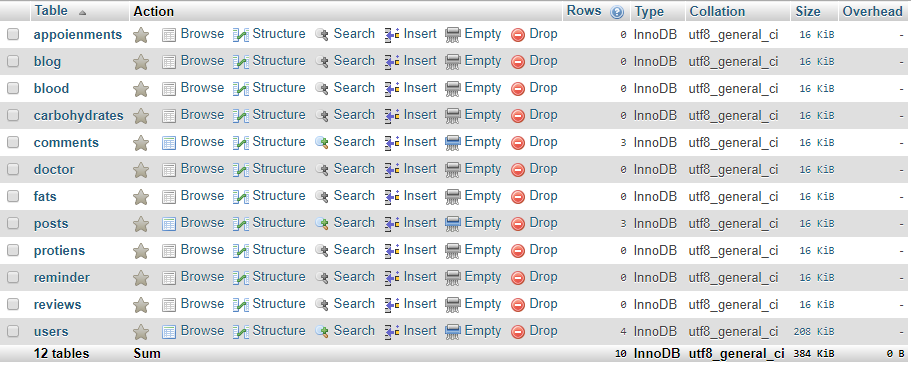 Table Action Rows Type Collation Size Overhead
appoienments Browse Structure Search Insert Empty Drop 0 InnoDB utf8_general_ci 16 KiB -
blog Browse Structure Search Insert Empty Drop 0 InnoDB utf8_general_ci 16 KiB -
blood Browse Structure Search Insert Empty Drop 0 InnoDB utf8_general_ci 16 KiB -
carbohydrates Browse Structure Search Insert Empty Drop 0 InnoDB utf8_general_ci 16 KiB -
comments Browse Structure Search Insert Empty Drop 3 InnoDB utf8_general_ci 16 KiB -
doctor Browse Structure Search Insert Empty Drop 0 InnoDB utf8_general_ci 16 KiB -
fats Browse Structure Search Insert Empty Drop 0 InnoDB utf8_general_ci 16 KiB -
posts Browse Structure Search Insert Empty Drop 3 InnoDB utf8_general_ci 16 KiB -
protiens Browse Structure Search Insert Empty Drop 0 InnoDB utf8_general_ci 16 KiB -
reminder Browse Structure Search Insert Empty Drop 0 InnoDB utf8_general_ci 16 KiB -
reviews Browse Structure Search Insert Empty Drop 0 InnoDB utf8_general_ci 16 KiB -
users Browse Structure Search Insert Empty Drop 4 InnoDB utf8_general_ci 208 KiB -
12 tables Sum 10 InnoDB utf8_general_ci 384 KiB 0 B